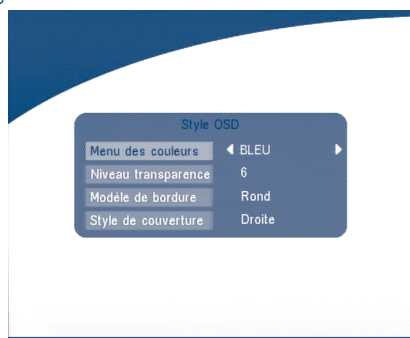 Style OSD
Menu des couleurs BLEU
Niveau transparence 6
Modèle de bordure Rond
Style de couverture Droite